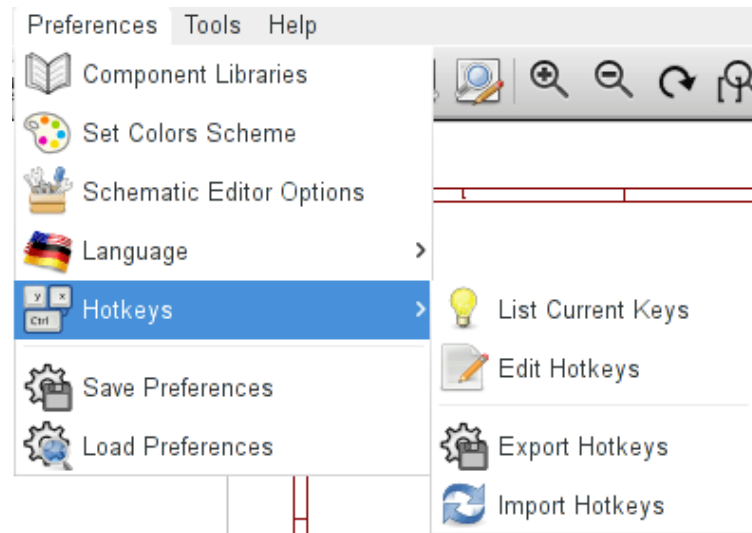 Preferences Tools Help
Component Libraries
Set Colors Scheme
Schematic Editor Options
Language
Hotkeys
y x
Ctrl
Save Preferences
Load Preferences
List Current Keys
Edit Hotkeys
Export Hotkeys
Import Hotkeys